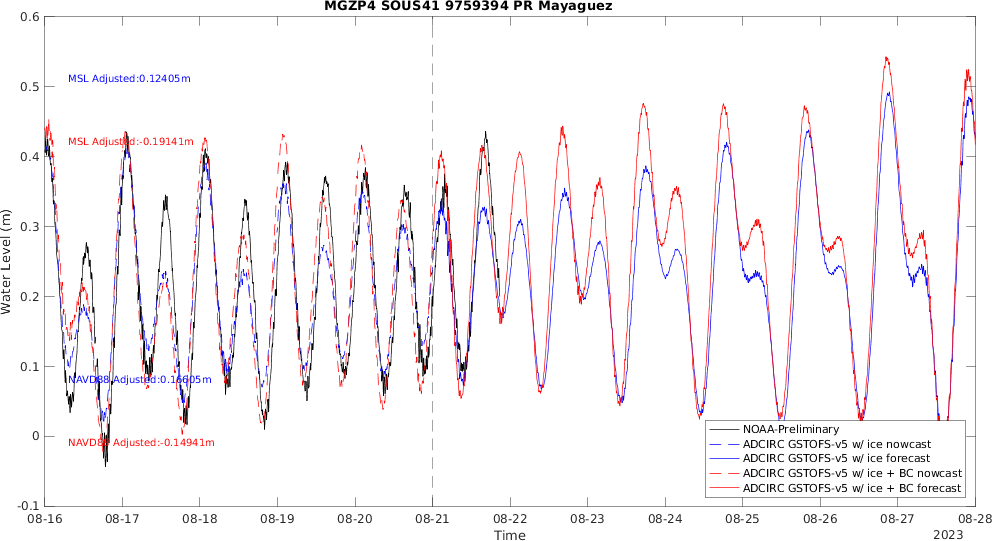 MGZP4 SOUS41 9759394 PR Mayaguez
0.6
0.5
0.4
0.3
0.2
0.1
0
-0.1
Water Level (m)
MSL Adjusted:0.12405m
MSL Adjusted:-0.19141m
NAVD88 Adjusted:0.16605m
NAVD88 Adjusted:-0.14941m
NOAA-Preliminary
ADCIRC GSTOFS-v5 w/ ice nowcast
ADCIRC GSTOFS-v5 w/ ice forecast
ADCIRC GSTOFS-v5 w/ ice + BC nowcast
ADCIRC GSTOFS-v5 w/ ice + BC forecast
08-16 08-17 08-18 08-19 08-20 08-21 08-22 08-23 08-24 08-25 08-26 08-27 08-28
Time
2023